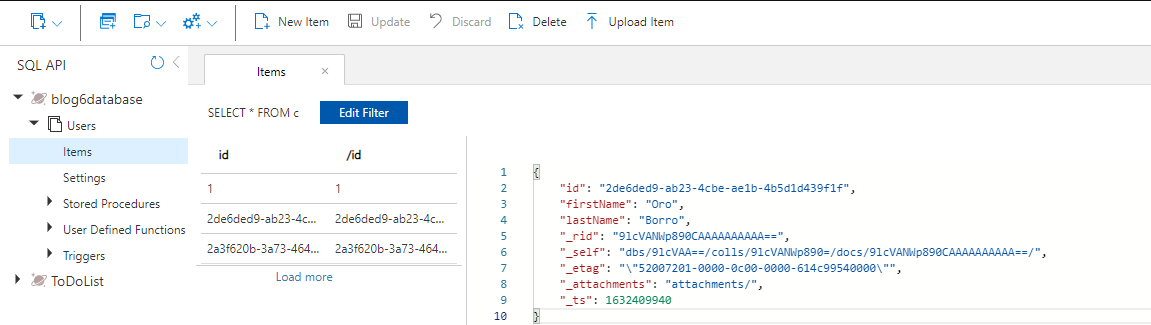 New Item Update Discard Delete Upload Item
SQL API
blog6database
Users
Items
Settings
Stored Procedures
User Defined Functions
Triggers
ToDoList
Items ×
SELECT * FROM c Edit Filter
id /id
1 1
2de6ded9-ab23-4c... 2de6ded9-ab23-4c...
2a3f620b-3a73-464... 2a3f620b-3a73-464...
Load more
1 {
2 "id": "2de6ded9-ab23-4cbe-ae1b-4b5d1d439f1f",
3 "firstName": "Oro",
4 "lastName": "Borro",
5 "_rid": "9lcVANWp890CAAAAAAAAAA==",
6 "_self": "dbs/9lcVAA==/colls/9lcVANWp890=/docs/9lcVANWp890CAAAAAAAAAA==/",
7 "_etag": "\"52007201-0000-0c00-0000-614c99540000\"",
8 "_attachments": "attachments/",
9 "_ts": 1632409940
10 }